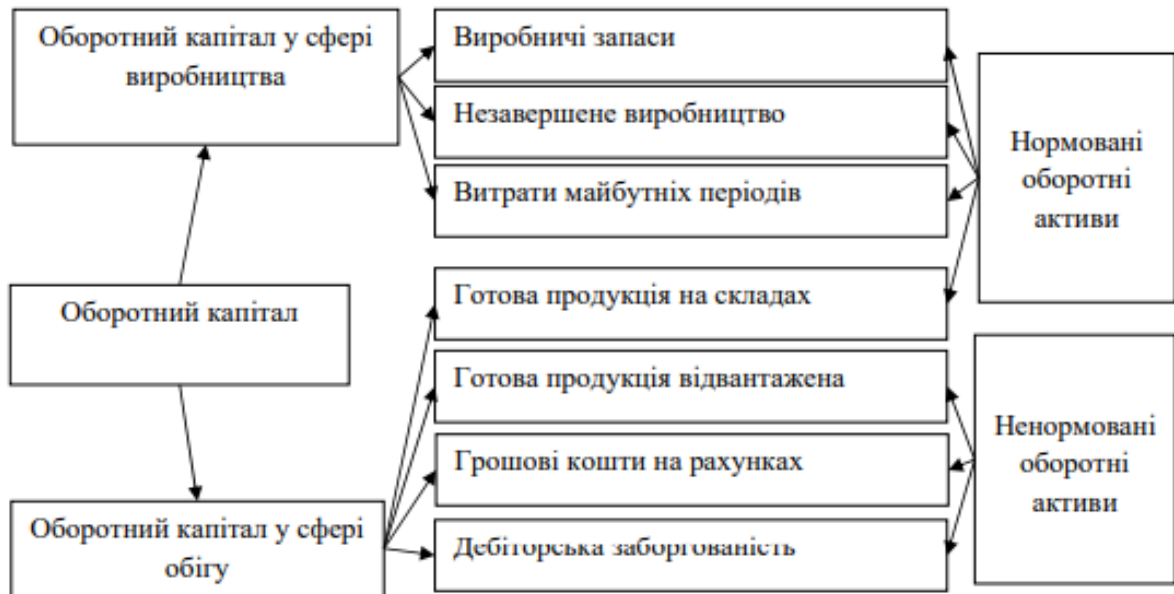 Оборотний капітал у сфері
виробництва
Виробничі запаси
Незавершене виробництво
Витрати майбутніх періодів
Нормовані
оборотні
активи
Оборотний капітал
Готова продукція на складах
Готова продукція відвантажена
Грошові кошти на рахунках
Дебіторська заборгованість
Ненормовані
оборотні
активи
Оборотний капітал у сфері
обігу